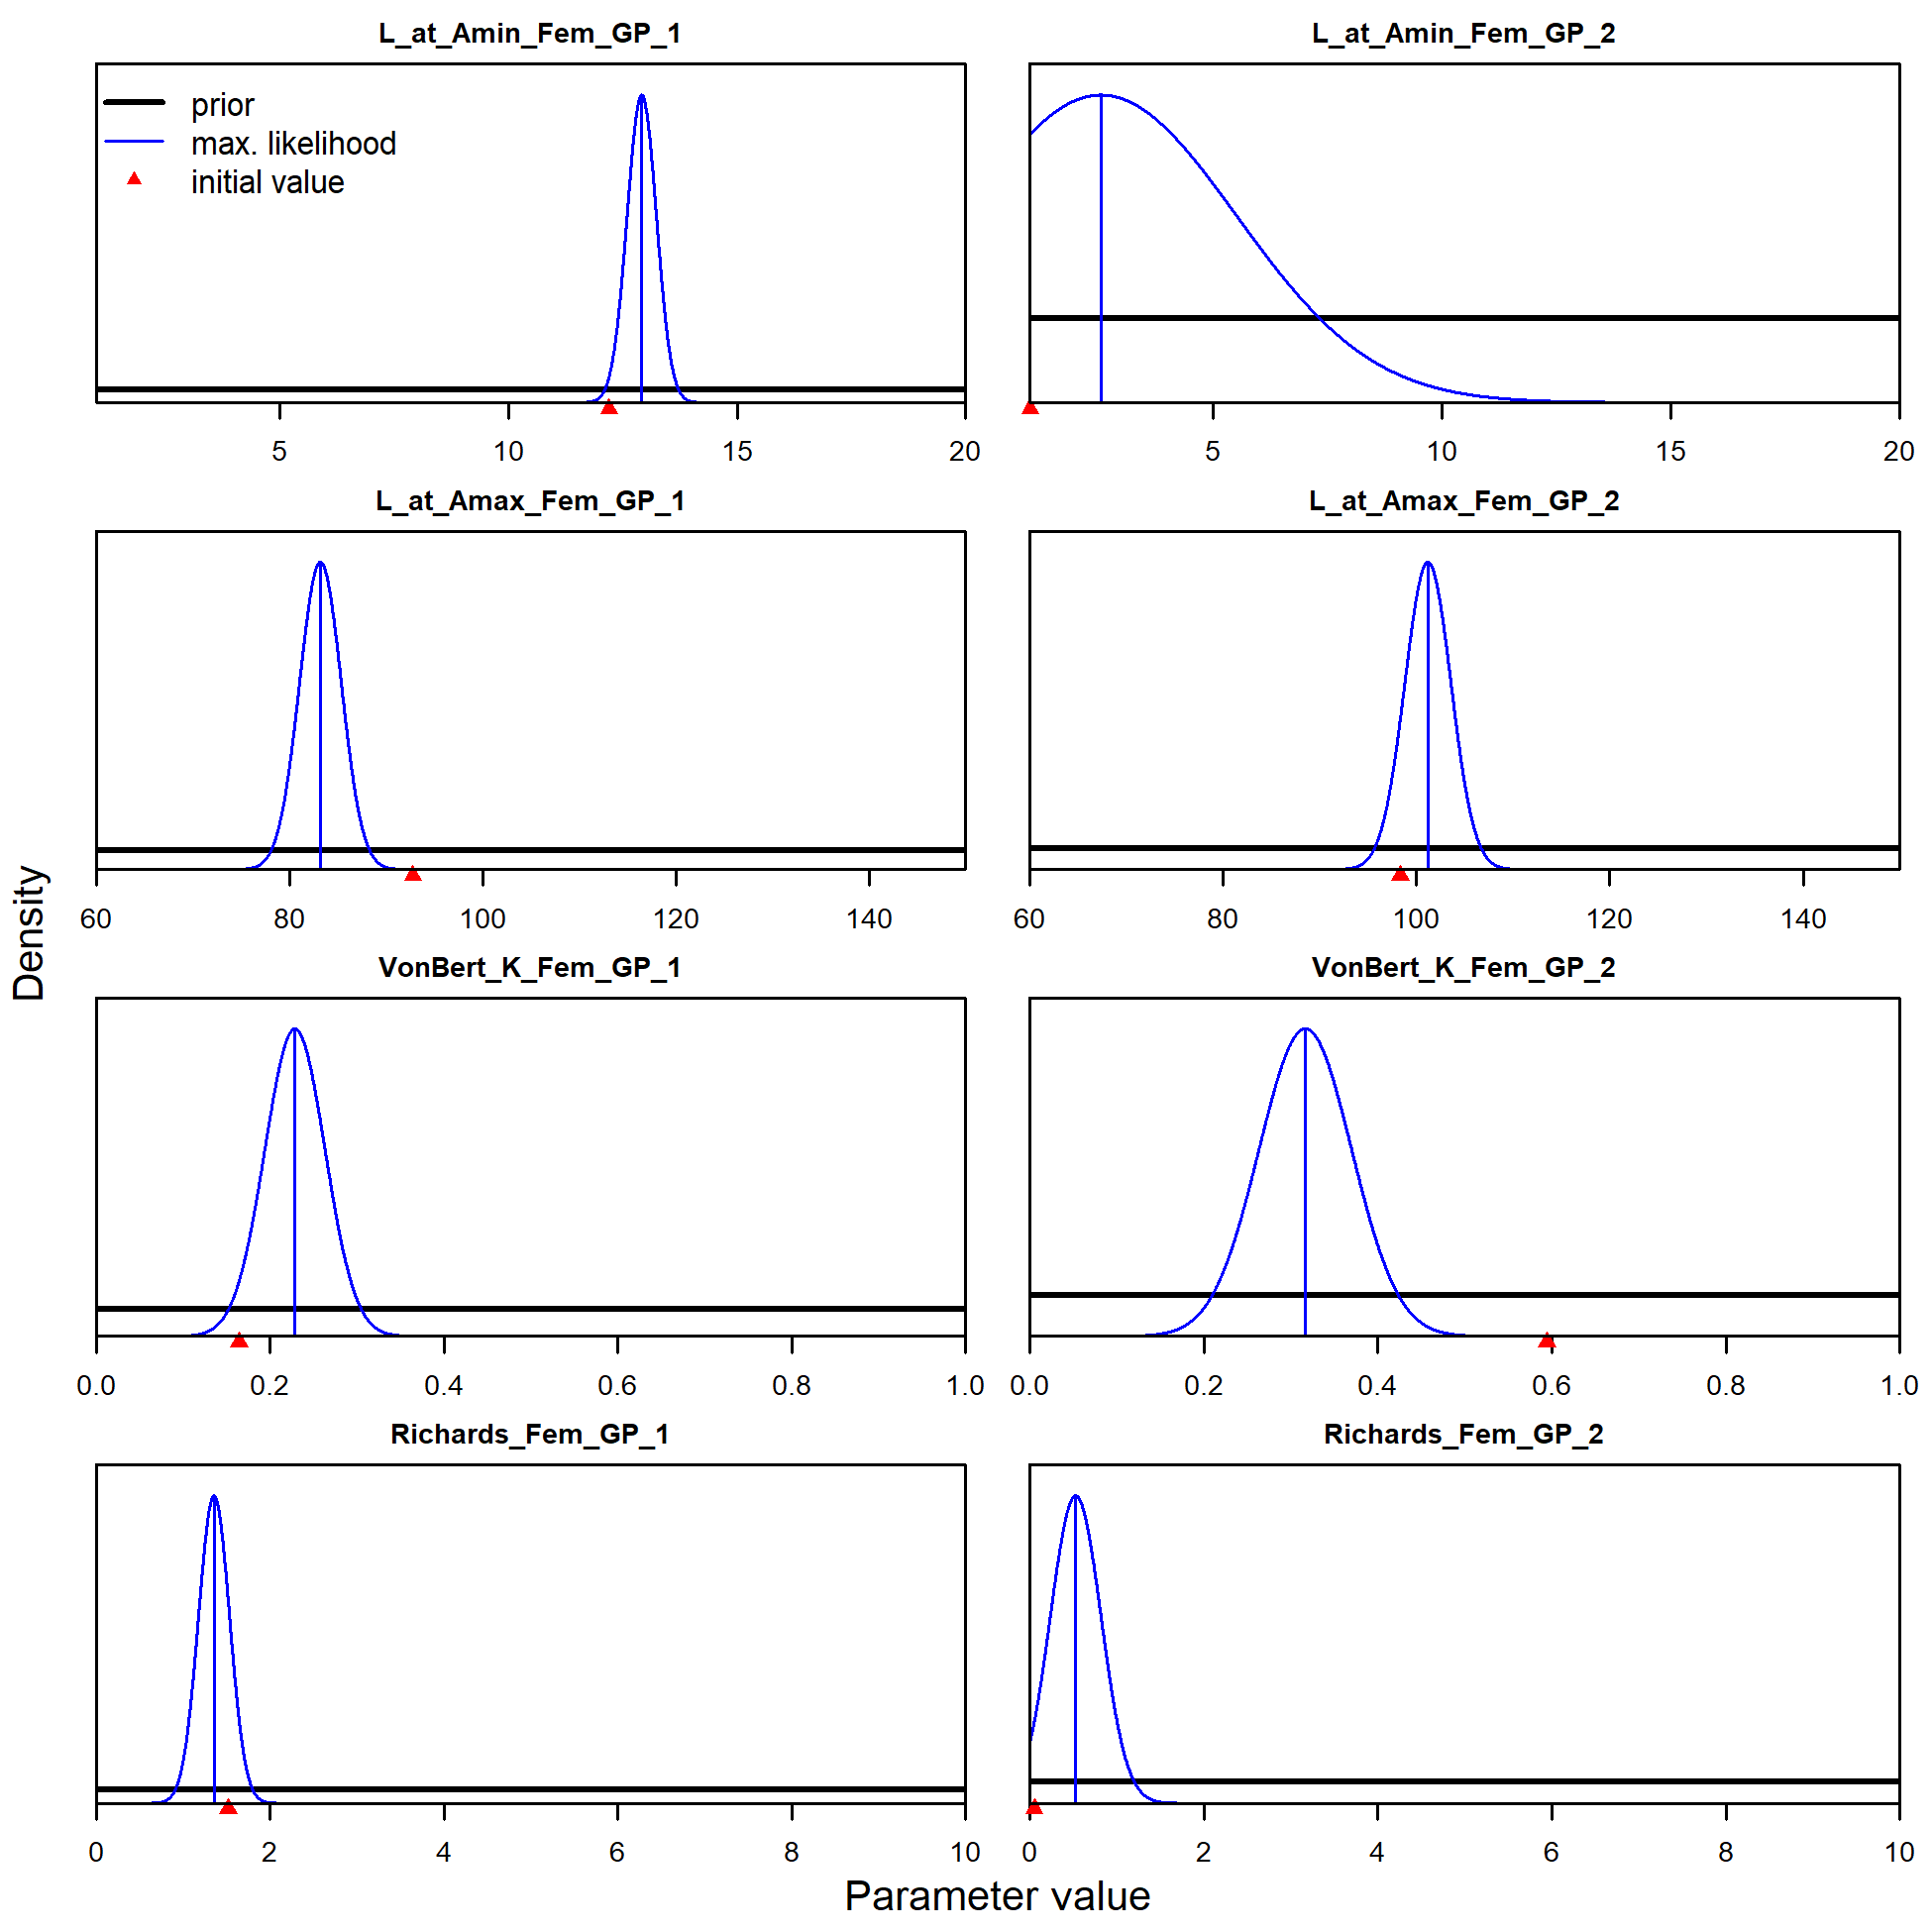 L_at_Amin_Fem_GP_1
L_at_Amin_Fem_GP_2
prior
max. likelihood
initial value
5 10 15 20
5 10 15 20
L_at_Amax_Fem_GP_1
L_at_Amax_Fem_GP_2
60 80 100 120 140
60 80 100 120 140
Density
VonBert_K_Fem_GP_1
VonBert_K_Fem_GP_2
0.0 0.2 0.4 0.6 0.8 1.0
0.0 0.2 0.4 0.6 0.8 1.0
Richards_Fem_GP_1
Richards_Fem_GP_2
0 2 4 6 8 10
0 2 4 6 8 10
Parameter value